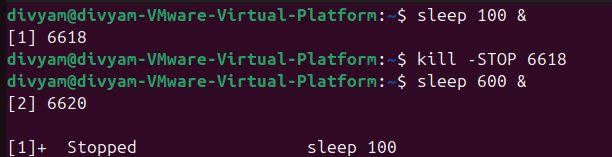 divyam@divyam-VMware-Virtual-Platform:~$ sleep 100 &
[1] 6618
divyam@divyam-VMware-Virtual-Platform:~$ kill -STOP 6618
divyam@divyam-VMware-Virtual-Platform:~$ sleep 600 &
[2] 6620
[1]+  Stopped                 sleep 100